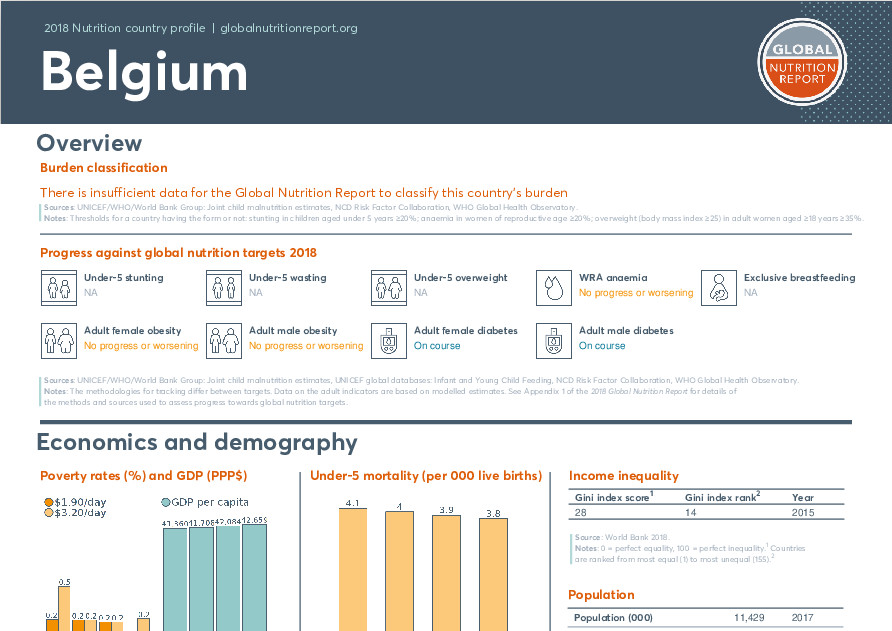 2018 Nutrition country profile | globalnutritionreport.org
Belgium
GLOBAL
NUTRITION
REPORT
Overview
Burden classification
There is insufficient data for the Global Nutrition Report to classify this country's burden
Sources: UNICEF/WHO/World Bank Group: Joint child malnutrition estimates, NCD Risk Factor Collaboration, WHO Global Health Observatory.
Notes: Thresholds for a country having the form or not: stunting in children aged under 5 years ≥20%; anaemia in women of reproductive age ≥20%; overweight (body mass index ≥25) in adult women aged ≥18 years ≥35%.
Progress against global nutrition targets 2018
Under-5 stunting
NA
Under-5 wasting
NA
Under-5 overweight
NA
WRA anaemia
No progress or worsening
Exclusive breastfeeding
NA
Adult female obesity
No progress or worsening
Adult male obesity
No progress or worsening
Adult female diabetes
On course
Adult male diabetes
On course
Sources: UNICEF/WHO/World Bank Group: Joint child malnutrition estimates, UNICEF global databases: Infant and Young Child Feeding, NCD Risk Factor Collaboration, WHO Global Health Observatory.
Notes: The methodologies for tracking differ between targets. Data on the adult indicators are based on modelled estimates. See Appendix 1 of the 2018 Global Nutrition Report for details of
the methods and sources used to assess progress towards global nutrition targets.
Economics and demography
Poverty rates (%) and GDP (PPP$)
$1.90/day
$3.20/day
GDP per capita
0.2
0.5
0.2 0.2
0.2 0.2
0.2
41,708
42,084
Under-5 mortality (per 000 live births)
4.1
4
3.9
3.8
Income inequality
Gini index score1 Gini index rank2 Year
28 14 2015
Source: World Bank 2018.
Notes: 0 = perfect equality, 100 = perfect inequality.1 Countries
are ranked from most equal (1) to most unequal (155).2
Population
Population (000) 11,429 2017